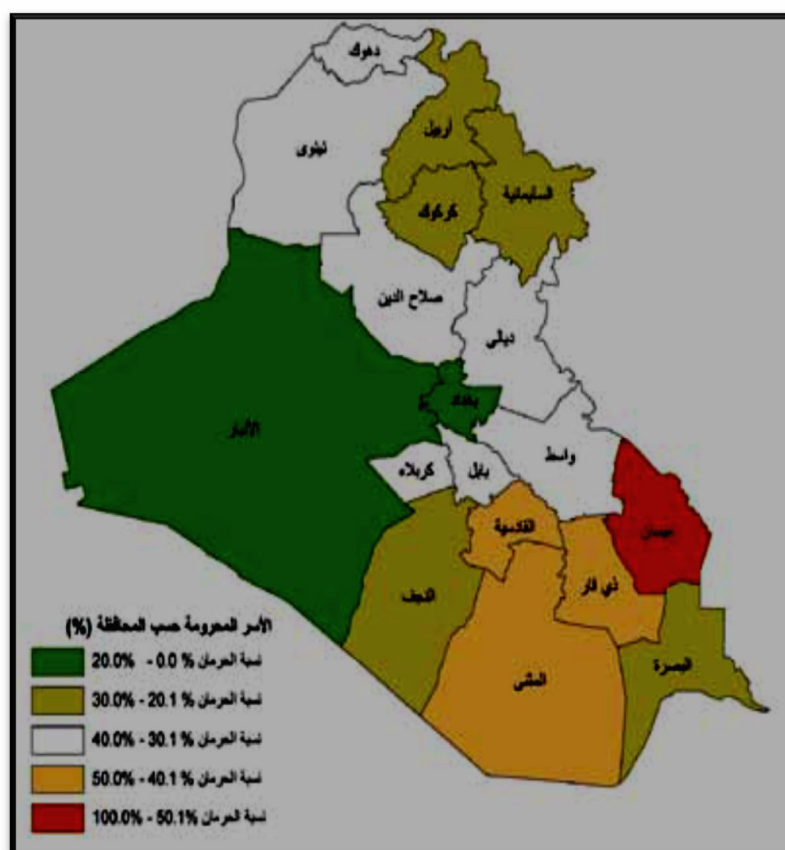 دهوك
أربيل
نينوى
السليمانية
كركوك
صلاح الدين
ديالى
بغداد
الأنبار
واسط
كربلاء
بابل
القادسية
ميسان
ذي قار
النجف
المثنى
البصرة
الأسر المحرومة حسب المحافظة (%)
نسبة الحرمان % 0.0 - 20.0%
نسبة الحرمان % 20.1 - 30.0%
نسبة الحرمان % 30.1 - 40.0%
نسبة الحرمان % 40.1 - 50.0%
نسبة الحرمان % 50.1 - 100.0%